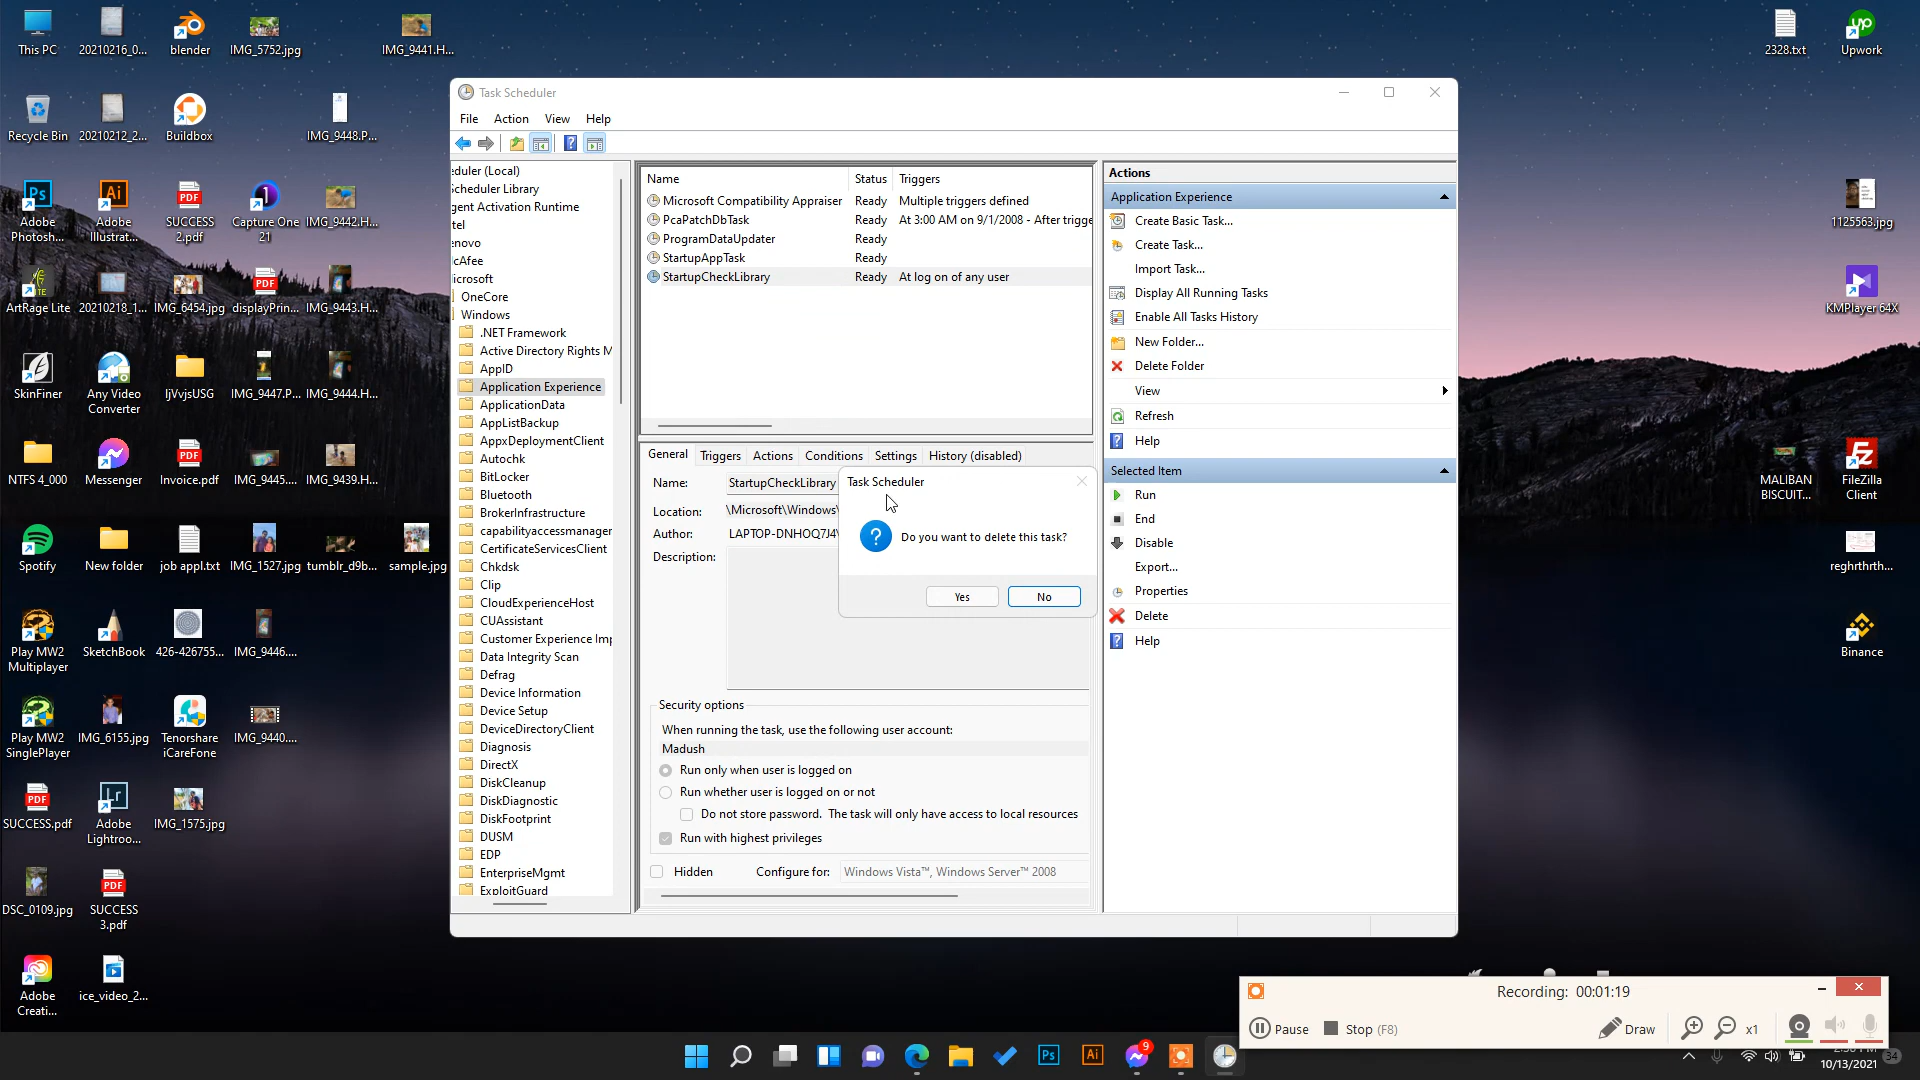 This PC
20210216_0...
blender
IMG_5752.jpg
IMG_9441.H...
2328.txt
Upwork
Recycle Bin
20210212_2...
Buildbox
IMG_9448.P...
Adobe Photosh...
Adobe Illustrat...
SUCCESS 2.pdf
Capture One 21
IMG_9442.H...
1125563.jpg
ArtRage Lite
20210218_1...
IMG_6454.jpg
displayPrin...
IMG_9443.H...
KMPlayer 64X
SkinFiner
Any Video Converter
IjVvjsUSG
IMG_9447.P...
IMG_9444.H...
NTFS 4_000
Messenger
Invoice.pdf
IMG_9445....
IMG_9439.H...
MALIBAN BISCUIT...
FileZilla Client
Spotify
New folder
job appl.txt
IMG_1527.jpg
tumblr_d9b...
sample.jpg
reghrthrth...
Play MW2 Multiplayer
SketchBook
426-426755...
IMG_9446....
Binance
Play MW2 SinglePlayer
IMG_6155.jpg
Tenorshare iCareFone
IMG_9440....
SUCCESS.pdf
Adobe Lightroo...
IMG_1575.jpg
DSC_0109.jpg
SUCCESS 3.pdf
Adobe Creati...
ice_video_2...
Task Scheduler
File Action View Help
eduler (Local)
Scheduler Library
gent Activation Runtime
tel
enovo
cAfee
icrosoft
OneCore
Windows
.NET Framework
Active Directory Rights M
AppID
Application Experience
ApplicationData
AppListBackup
AppxDeploymentClient
Autochk
BitLocker
Bluetooth
BrokerInfrastructure
capabilityaccessmanager
CertificateServicesClient
Chkdsk
Clip
CloudExperienceHost
CUAssistant
Customer Experience Imp
Data Integrity Scan
Defrag
Device Information
Device Setup
DeviceDirectoryClient
Diagnosis
DirectX
DiskCleanup
DiskDiagnostic
DiskFootprint
DUSM
EDP
EnterpriseMgmt
ExploitGuard
Name Status Triggers
Microsoft Compatibility Appraiser Ready Multiple triggers defined
PcaPatchDbTask Ready At 3:00 AM on 9/1/2008 - After trigge
ProgramDataUpdater Ready
StartupAppTask Ready
StartupCheckLibrary Ready At log on of any user
General Triggers Actions Conditions Settings History (disabled)
Name: StartupCheckLibrary
Location: \Microsoft\Windows\
Author: LAPTOP-DNHOQ7J4\
Description:
Task Scheduler
Do you want to delete this task?
Yes No
Security options
When running the task, use the following user account:
Madush
Run only when user is logged on
Run whether user is logged on or not
Do not store password. The task will only have access to local resources
Run with highest privileges
Hidden Configure for: Windows Vista™, Windows Server™ 2008
Actions
Application Experience
Create Basic Task...
Create Task...
Import Task...
Display All Running Tasks
Enable All Tasks History
New Folder...
Delete Folder
View
Refresh
Help
Selected Item
Run
End
Disable
Export...
Properties
Delete
Help
Recording: 00:01:19
Pause Stop (F8) Draw x1
9
10/13/2021
34